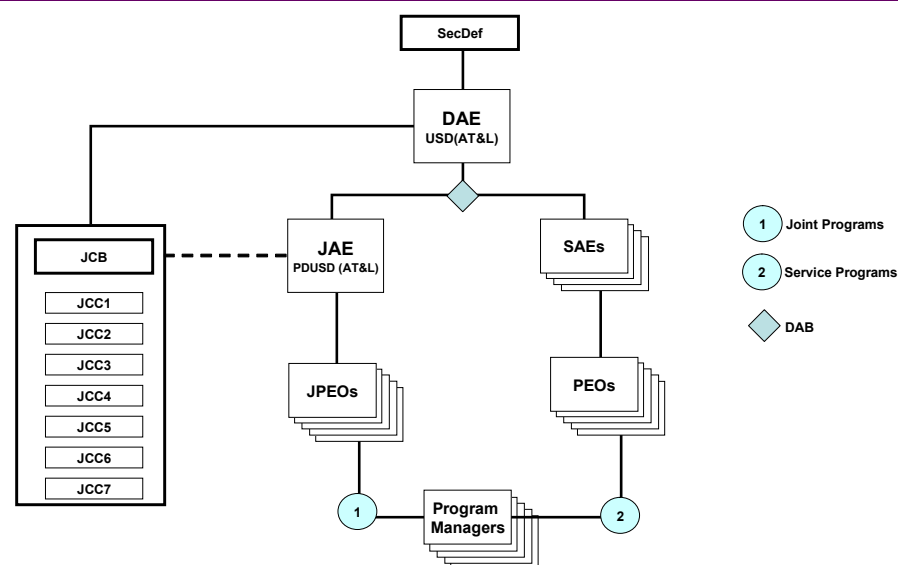 SecDef
DAE
USD(AT&L)
JCB
JCC1
JCC2
JCC3
JCC4
JCC5
JCC6
JCC7
JAE
PDUSD (AT&L)
SAEs
JPEOs
PEOs
1
Program
Managers
2
1 Joint Programs
2 Service Programs
DAB